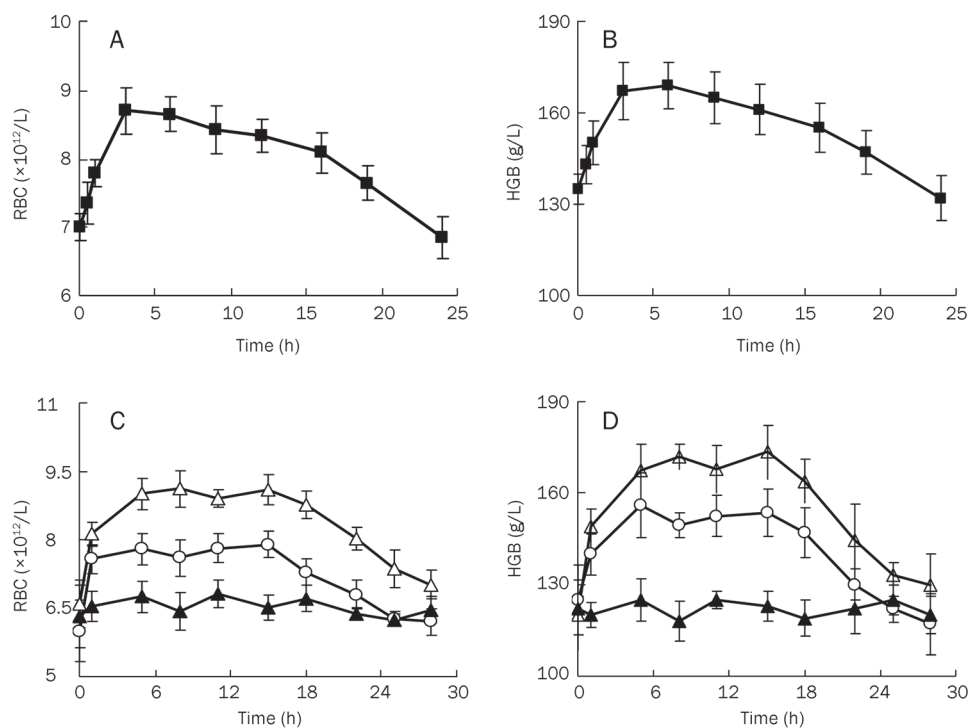 A
RBC (×10¹²/L)
10
9
8
7
6
0 5 10 15 20 25
Time (h)
B
HGB (g/L)
190
160
130
100
0 5 10 15 20 25
Time (h)
C
RBC (×10¹²/L)
11
9.5
8
6.5
5
0 6 12 18 24 30
Time (h)
D
HGB (g/L)
190
160
130
100
0 6 12 18 24 30
Time (h)